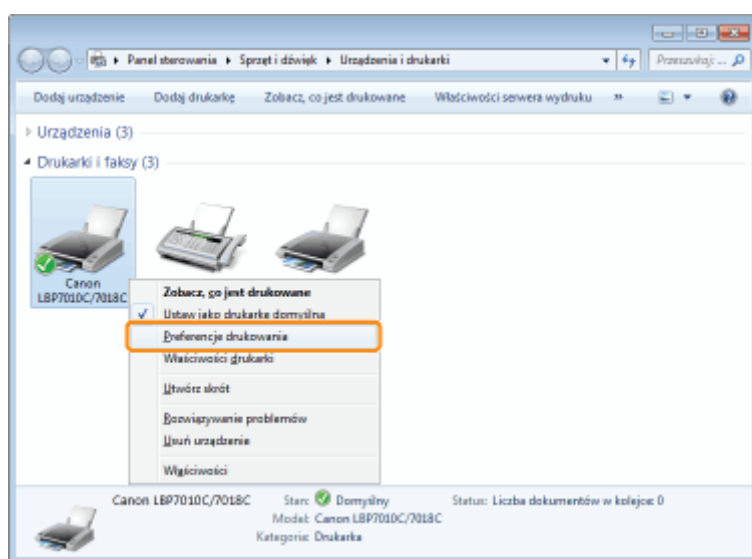 Panel sterowania Sprzęt i dźwięk Urządzenia i drukarki Przeszukaj: ...
Dodaj urządzenie Dodaj drukarkę Zobacz, co jest drukowane Właściwości serwera wydruku »
Urządzenia (3)
Drukarki i faksy (3)
Canon
LBP7010C/7018C
Zobacz, co jest drukowane
Ustaw jako drukarkę domyślną
Preferencje drukowania
Właściwości drukarki
Utwórz skrót
Rozwiązywanie problemów
Usuń urządzenie
Właściwości
Canon LBP7010C/7018C Stan: Domyślny Status: Liczba dokumentów w kolejce: 0
Model: Canon LBP7010C/7018C
Kategoria: Drukarka